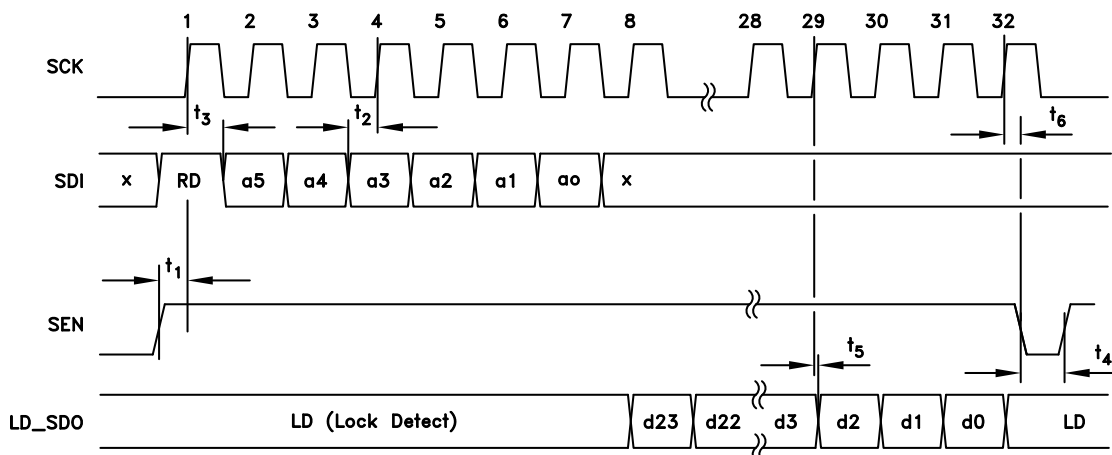 1 2 3 4 5 6 7 8 28 29 30 31 32
SCK
t3 t2 t6
SDI x RD a5 a4 a3 a2 a1 ao x
t1
SEN
t5 t4
LD_SDO LD (Lock Detect) d23 d22 d3 d2 d1 d0 LD